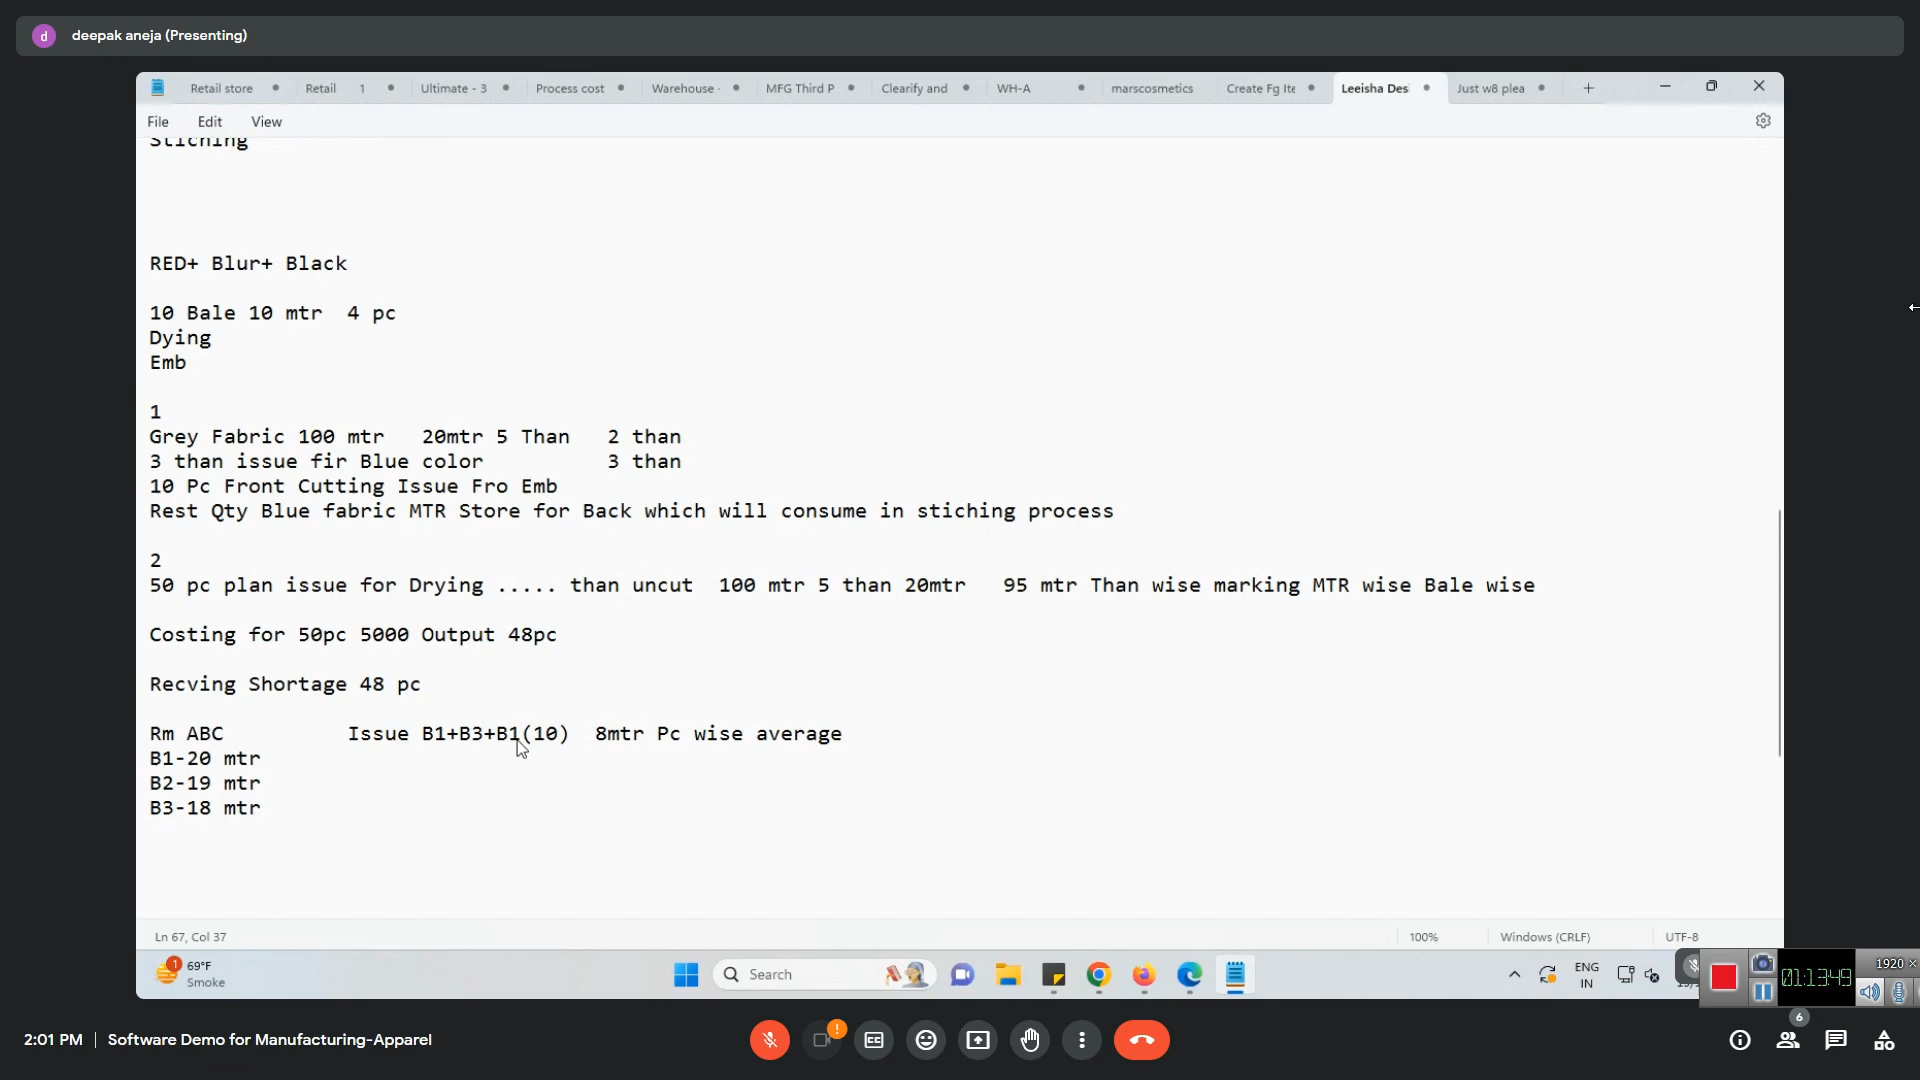 d deepak aneja (Presenting)
Retail store Retail 1 Ultimate - 3 Process cost Warehouse - MFG Third P Clearify and WH-A marscosmetics Create Fg Ite Leeisha Des Just w8 plea
File Edit View
Stiching
RED+ Blur+ Black
10 Bale 10 mtr 4 pc
Dying
Emb
1
Grey Fabric 100 mtr 20mtr 5 Than 2 than
3 than issue fir Blue color 3 than
10 Pc Front Cutting Issue Fro Emb
Rest Qty Blue fabric MTR Store for Back which will consume in stiching process
2
50 pc plan issue for Drying ..... than uncut 100 mtr 5 than 20mtr 95 mtr Than wise marking MTR wise Bale wise
Costing for 50pc 5000 Output 48pc
Recving Shortage 48 pc
Rm ABC Issue B1+B3+B1(10) 8mtr Pc wise average
B1-20 mtr
B2-19 mtr
B3-18 mtr
Ln 67, Col 37 100% Windows (CRLF) UTF-8
1 69°F
Smoke
Search
ENG
IN
01:13:49
1920 ×
6
2:01 PM | Software Demo for Manufacturing-Apparel